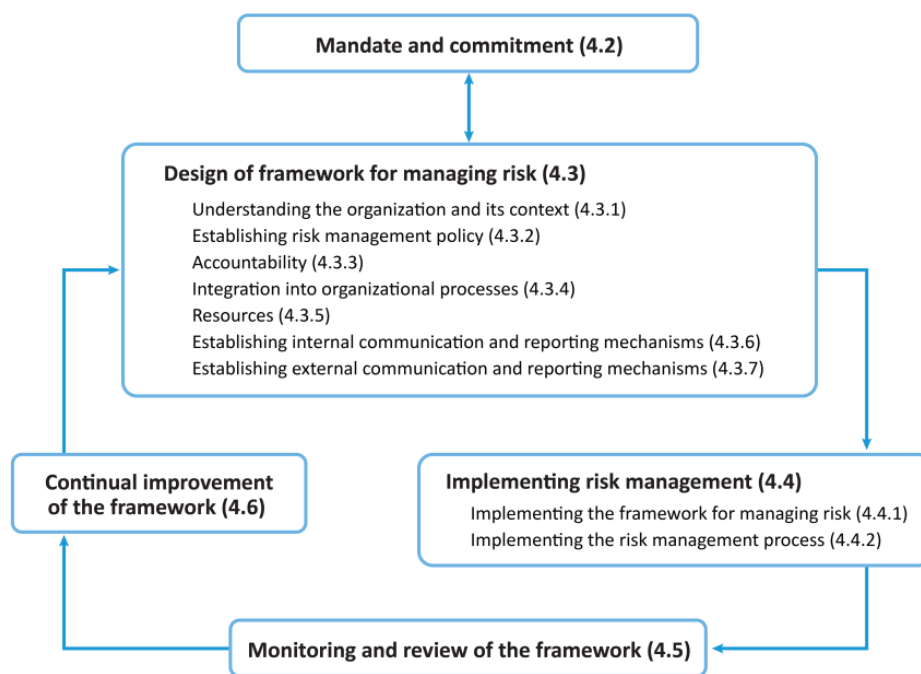 Mandate and commitment (4.2)
Design of framework for managing risk (4.3)
Understanding the organization and its context (4.3.1)
Establishing risk management policy (4.3.2)
Accountability (4.3.3)
Integration into organizational processes (4.3.4)
Resources (4.3.5)
Establishing internal communication and reporting mechanisms (4.3.6)
Establishing external communication and reporting mechanisms (4.3.7)
Continual improvement
of the framework (4.6)
Implementing risk management (4.4)
Implementing the framework for managing risk (4.4.1)
Implementing the risk management process (4.4.2)
Monitoring and review of the framework (4.5)